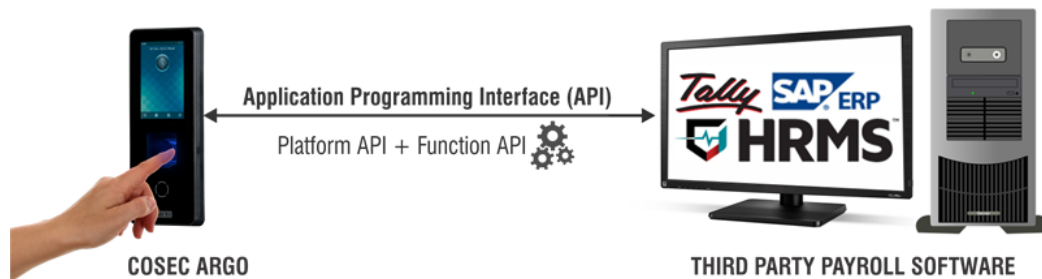 Application Programming Interface (API)
Platform API + Function API
Tally SAP ERP
HRMS
COSEC ARGO
THIRD PARTY PAYROLL SOFTWARE